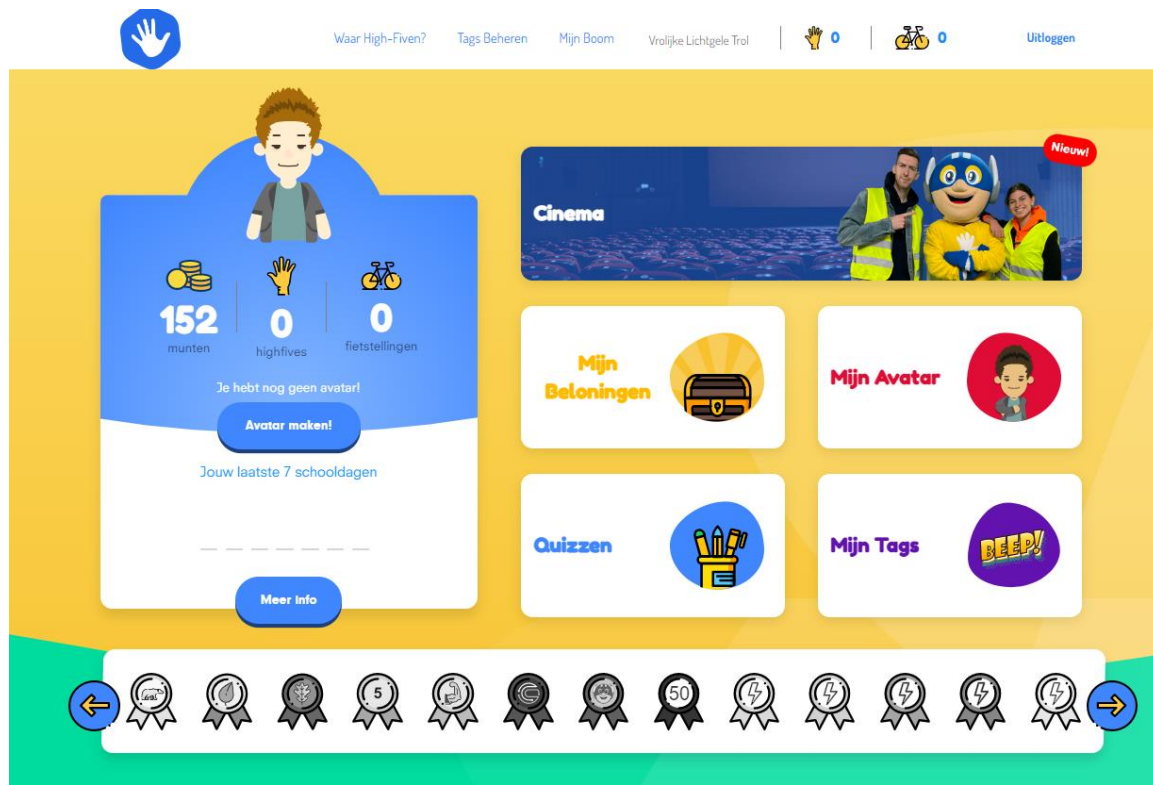 Waar High-Fiven? Tags Beheren Mijn Boom Vrolijke Lichtgele Trol 0 0 Uitloggen
Nieuw!
Cinema
152 0 0
munten highfives fietstellingen
Je hebt nog geen avatar!
Avatar maken!
Jouw laatste 7 schooldagen
Meer Info
Mijn
Beloningen
Mijn Avatar
Quizzen
Mijn Tags
BEEP!
5 50